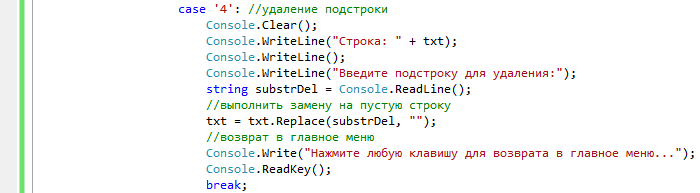 case '4': //удаление подстроки
Console.Clear();
Console.WriteLine("Строка: " + txt);
Console.WriteLine();
Console.WriteLine("Введите подстроку для удаления:");
string substrDel = Console.ReadLine();
//выполнить замену на пустую строку
txt = txt.Replace(substrDel, "");
//возврат в главное меню
Console.Write("Нажмите любую клавишу для возврата в главное меню...");
Console.ReadKey();
break;